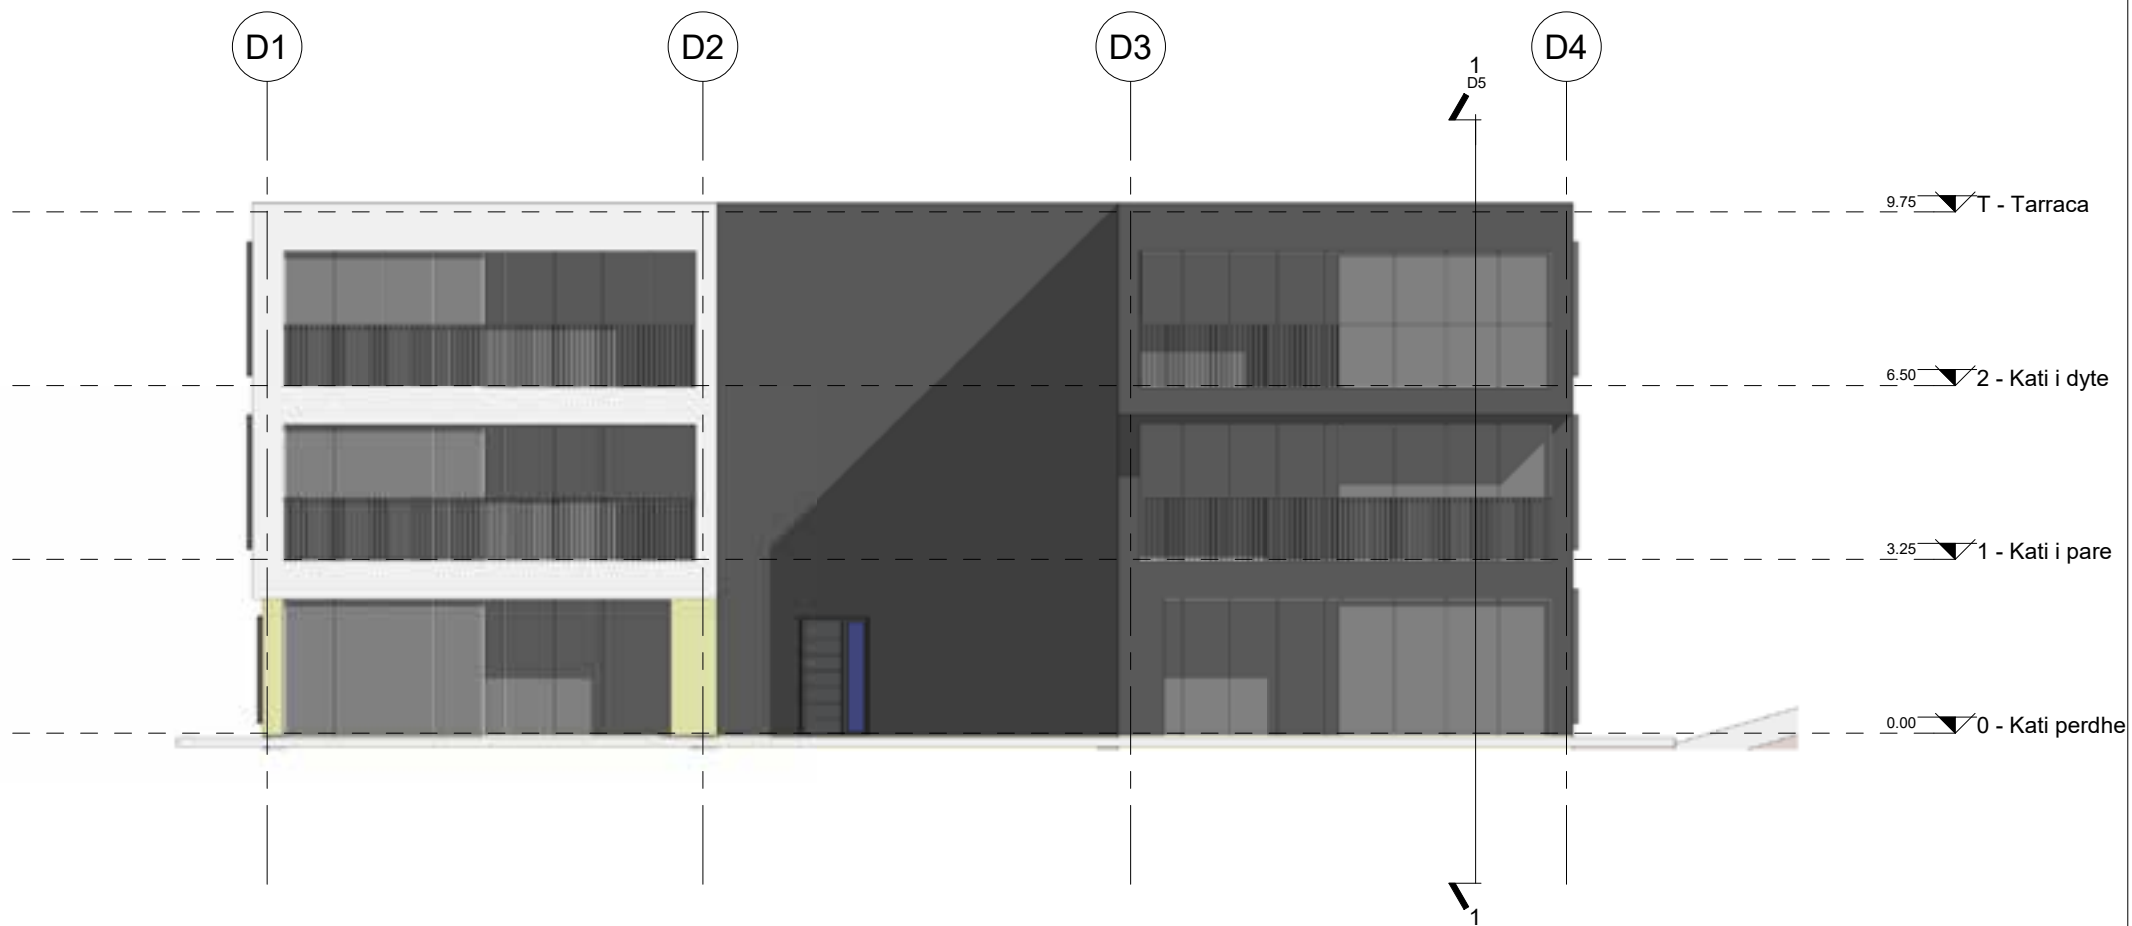 D1
D2
D3
D4
1
D5
9.75 T - Tarraca
6.50 2 - Kati i dyte
3.25 1 - Kati i pare
0.00 0 - Kati perdhe
1